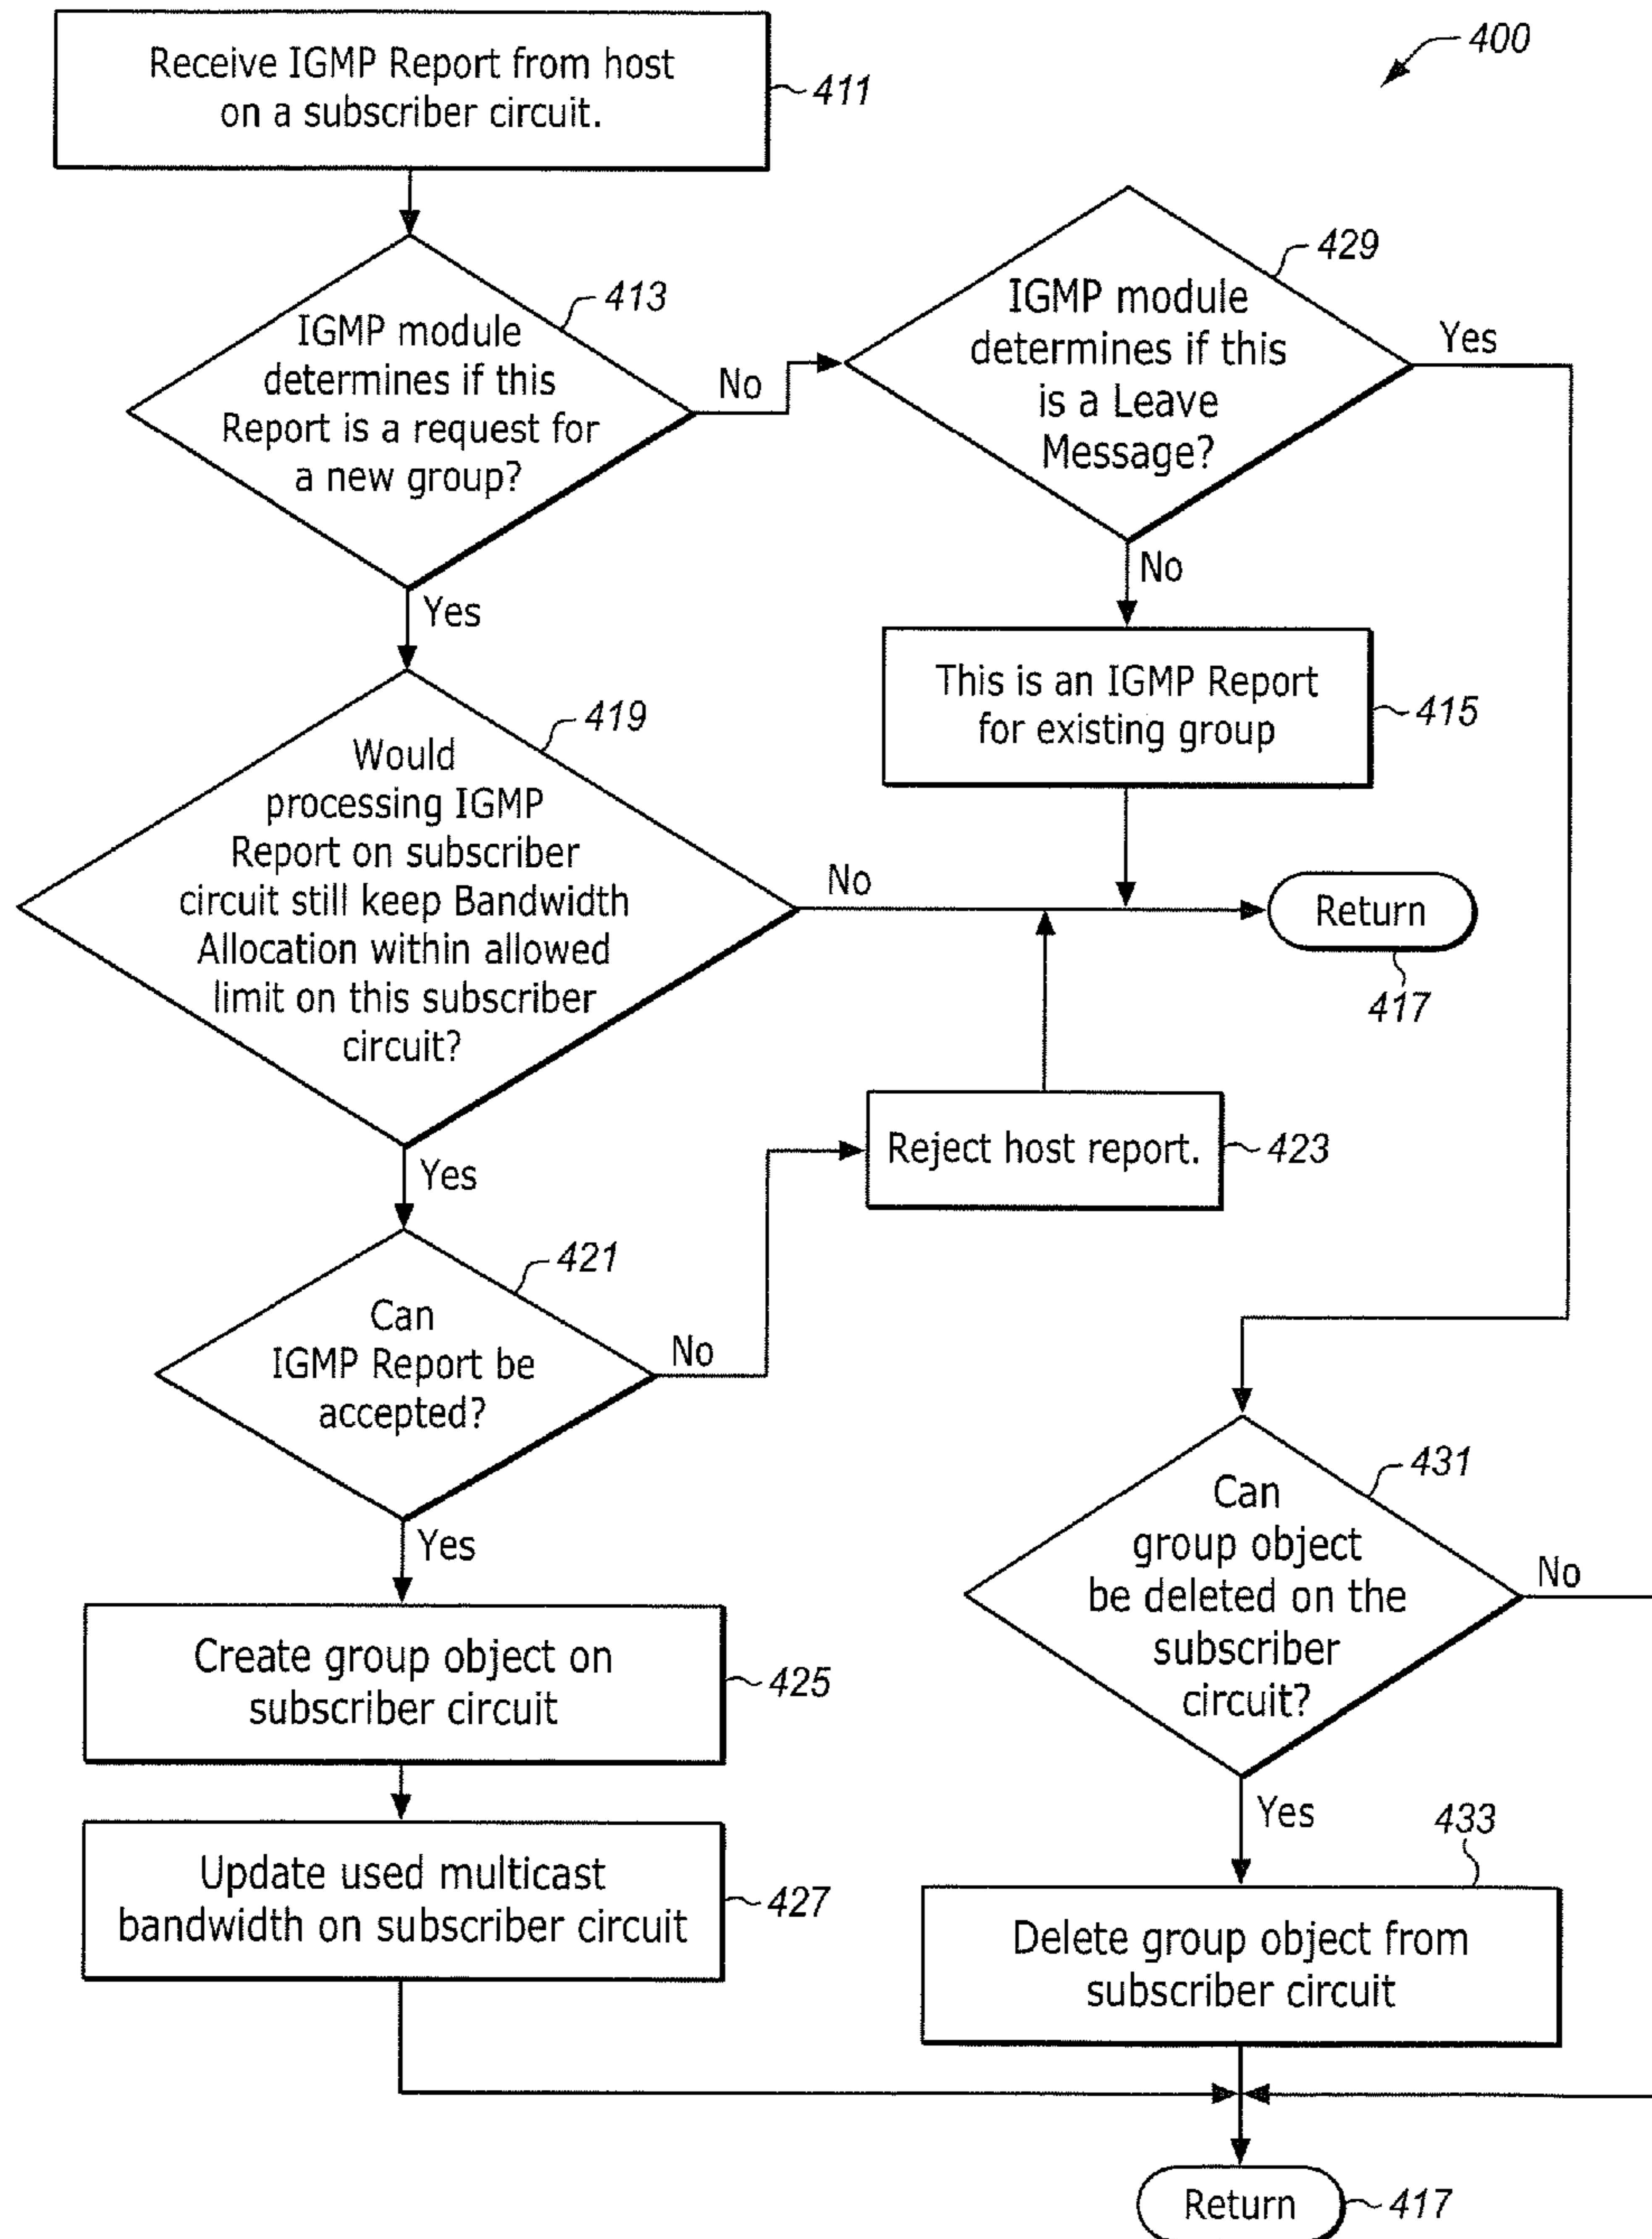 400
Receive IGMP Report from host
on a subscriber circuit.
411
IGMP module
determines if this
Report is a request for
a new group?
413
No
Yes
IGMP module
determines if this
is a Leave
Message?
429
Yes
No
This is an IGMP Report
for existing group
415
Would
processing IGMP
Report on subscriber
circuit still keep Bandwidth
Allocation within allowed
limit on this subscriber
circuit?
419
No
Yes
Return
417
Reject host report.
423
Can
IGMP Report be
accepted?
421
No
Yes
Can
group object
be deleted on the
subscriber
circuit?
431
No
Yes
Create group object on
subscriber circuit
425
Update used multicast
bandwidth on subscriber circuit
427
433
Delete group object from
subscriber circuit
Return
417